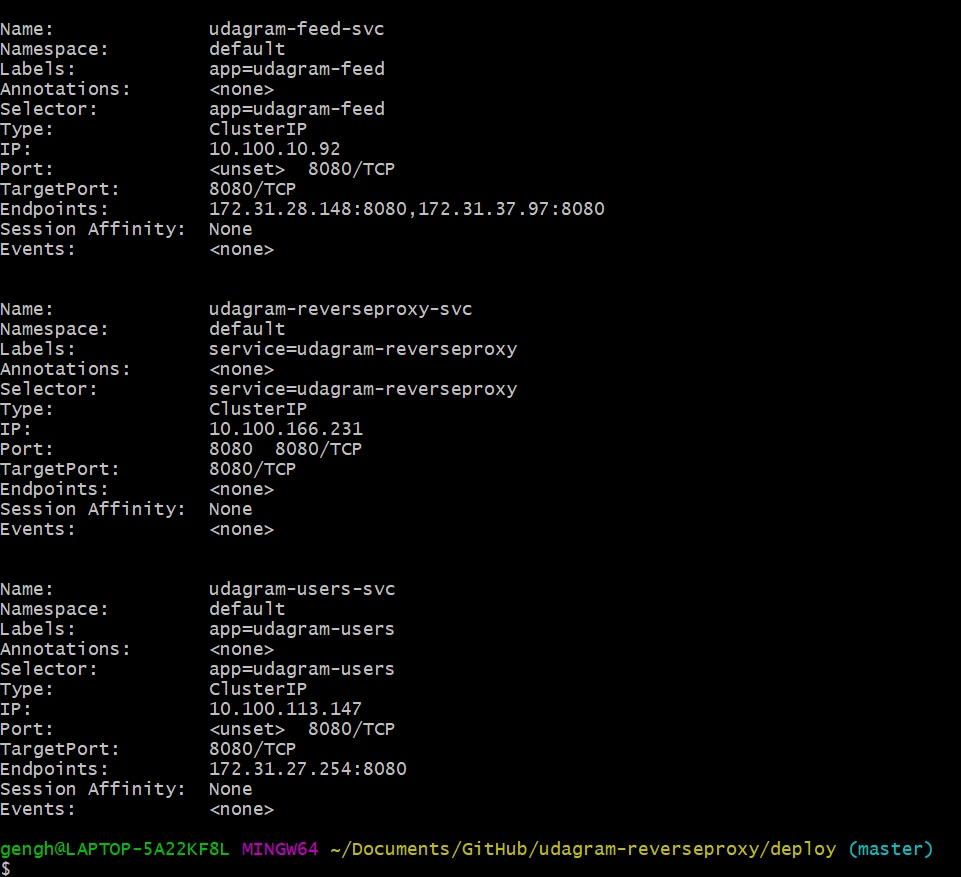 Name:              udagram-feed-svc
Namespace:         default
Labels:            app=udagram-feed
Annotations:       <none>
Selector:          app=udagram-feed
Type:              ClusterIP
IP:                10.100.10.92
Port:              <unset>  8080/TCP
TargetPort:        8080/TCP
Endpoints:         172.31.28.148:8080,172.31.37.97:8080
Session Affinity:  None
Events:            <none>
Name:              udagram-reverseproxy-svc
Namespace:         default
Labels:            service=udagram-reverseproxy
Annotations:       <none>
Selector:          service=udagram-reverseproxy
Type:              ClusterIP
IP:                10.100.166.231
Port:              8080  8080/TCP
TargetPort:        8080/TCP
Endpoints:         <none>
Session Affinity:  None
Events:            <none>
Name:              udagram-users-svc
Namespace:         default
Labels:            app=udagram-users
Annotations:       <none>
Selector:          app=udagram-users
Type:              ClusterIP
IP:                10.100.113.147
Port:              <unset>  8080/TCP
TargetPort:        8080/TCP
Endpoints:         172.31.27.254:8080
Session Affinity:  None
Events:            <none>
gengh@LAPTOP-5A22KF8L MINGW64 ~/Documents/GitHub/udagram-reverseproxy/deploy (master)
$